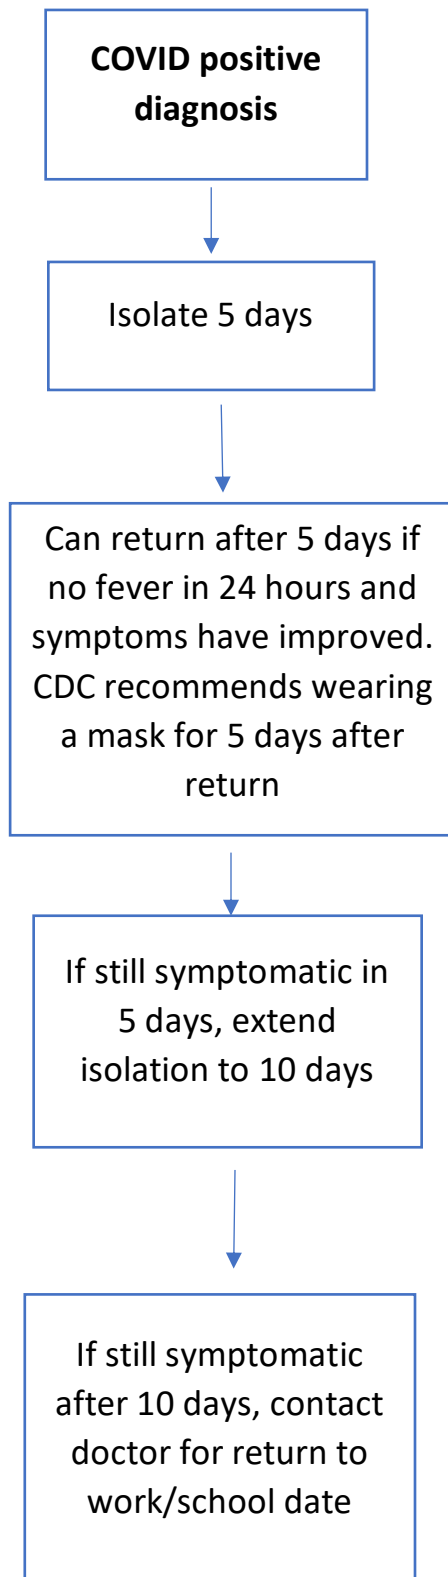 COVID positive
diagnosis
Isolate 5 days
Can return after 5 days if
no fever in 24 hours and
symptoms have improved.
CDC recommends wearing
a mask for 5 days after
return
If still symptomatic in
5 days, extend
isolation to 10 days
If still symptomatic
after 10 days, contact
doctor for return to
work/school date